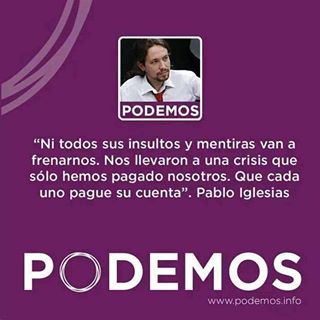 PODEMOS
“Ni todos sus insultos y mentiras van a
frenarnos. Nos llevaron a una crisis que
sólo hemos pagado nosotros. Que cada
uno pague su cuenta”. Pablo Iglesias
PODEMOS
www.podemos.info